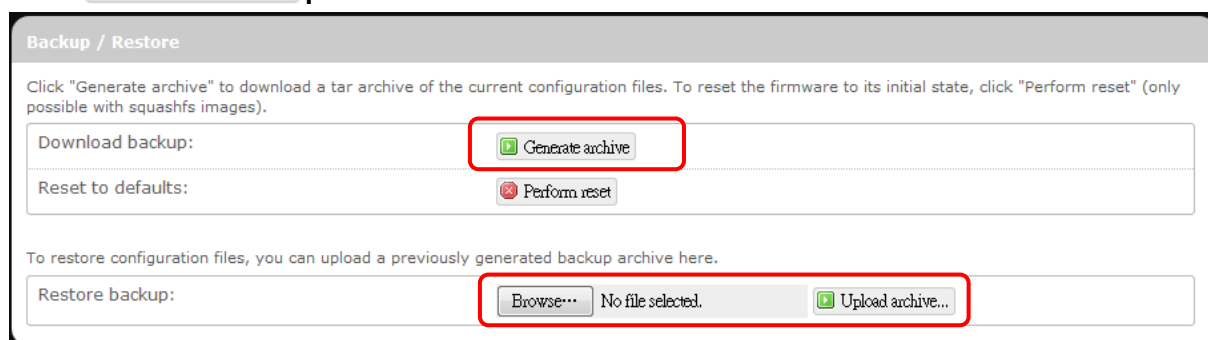 Backup / Restore
Click "Generate archive" to download a tar archive of the current configuration files. To reset the firmware to its initial state, click "Perform reset" (only
possible with squashfs images).
Download backup:
Generate archive
Reset to defaults:
Perform reset
To restore configuration files, you can upload a previously generated backup archive here.
Restore backup:
Browse··· No file selected. Upload archive...